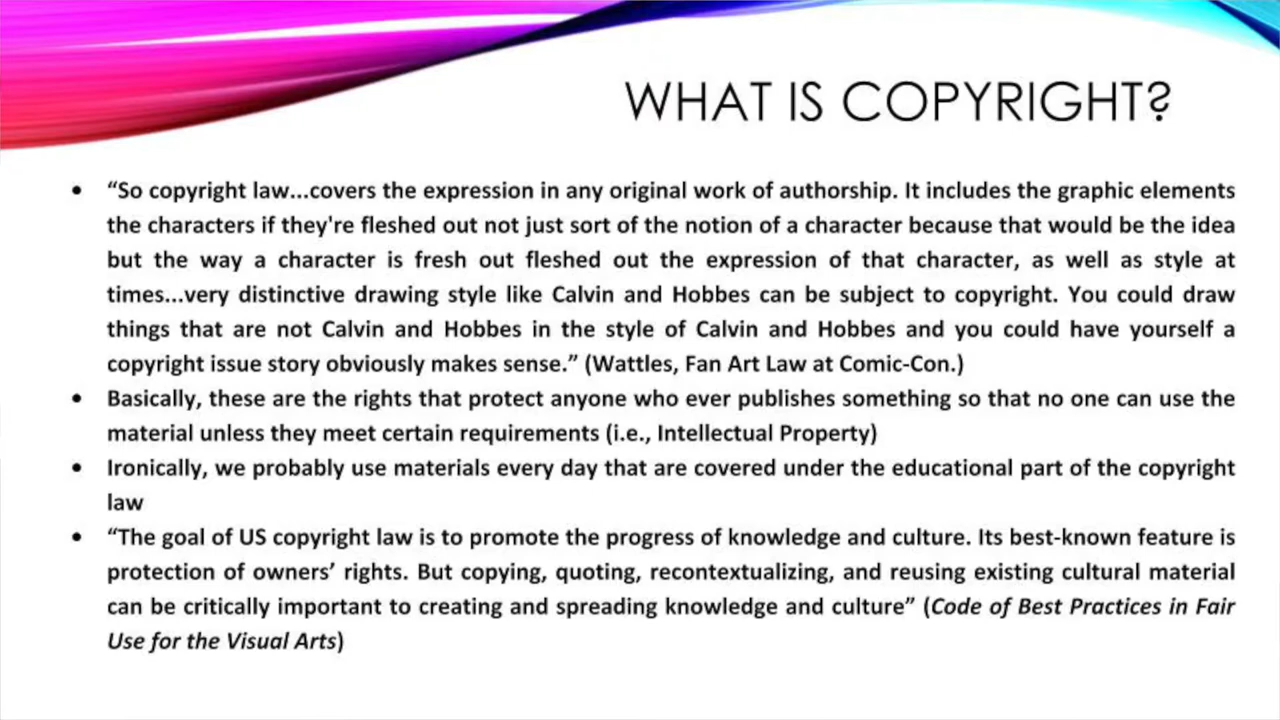 WHAT IS COPYRIGHT?
• “So copyright law...covers the expression in any original work of authorship. It includes the graphic elements
the characters if they're fleshed out not just sort of the notion of a character because that would be the idea
but the way a character is fresh out fleshed out the expression of that character, as well as style at
times...very distinctive drawing style like Calvin and Hobbes can be subject to copyright. You could draw
things that are not Calvin and Hobbes in the style of Calvin and Hobbes and you could have yourself a
copyright issue story obviously makes sense.” (Wattles, Fan Art Law at Comic-Con.)
• Basically, these are the rights that protect anyone who ever publishes something so that no one can use the
material unless they meet certain requirements (i.e., Intellectual Property)
• Ironically, we probably use materials every day that are covered under the educational part of the copyright
law
• “The goal of US copyright law is to promote the progress of knowledge and culture. Its best-known feature is
protection of owners’ rights. But copying, quoting, recontextualizing, and reusing existing cultural material
can be critically important to creating and spreading knowledge and culture” (Code of Best Practices in Fair
Use for the Visual Arts)